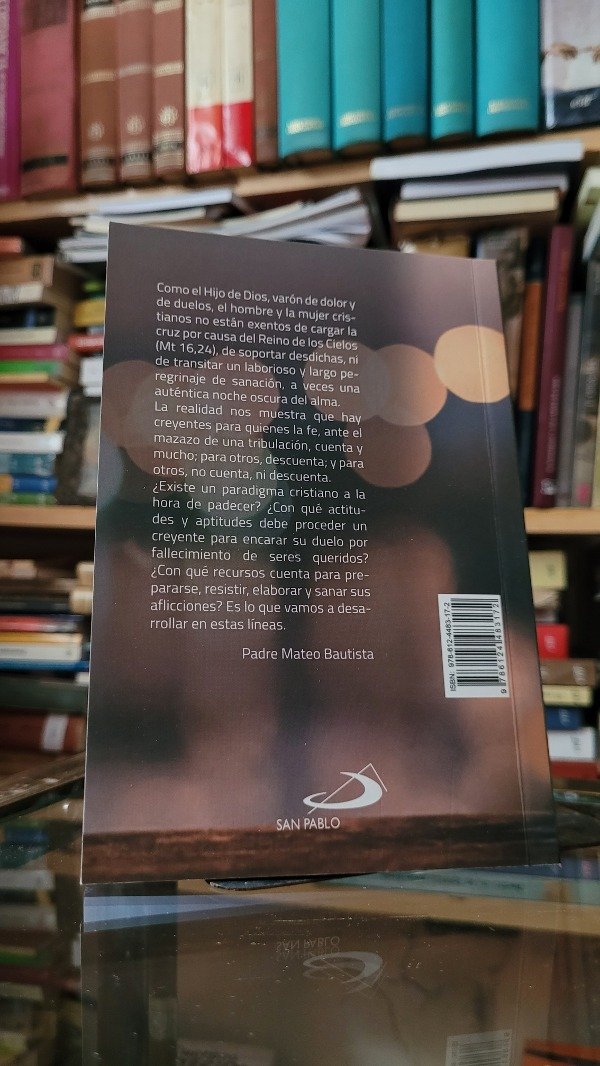 Como el Hijo de Dios, varón de dolor y
de duelos, el hombre y la mujer cris-
tianos no están exentos de cargar la
cruz por causa del Reino de los Cielos
(Mt 16,24), de soportar desdichas, ni
de transitar un laborioso y largo pe-
regrinaje de sanación, a veces una
auténtica noche oscura del alma.
La realidad nos muestra que hay
creyentes para quienes la fe, ante el
mazazo de una tribulación, cuenta y
mucho; para otros, descuenta; y para
otros, no cuenta, ni descuenta.
¿Existe un paradigma cristiano a la
hora de padecer? ¿Con qué actitu-
des y aptitudes debe proceder un
creyente para encarar su duelo por
fallecimiento de seres queridos?
¿Con qué recursos cuenta para pre-
pararse, resistir, elaborar y sanar sus
aflicciones? Es lo que vamos a desa-
rrollar en estas líneas.
Padre Mateo Bautista
ISBN: 978-612-4483-17-2
9786124483172
SAN PABLO